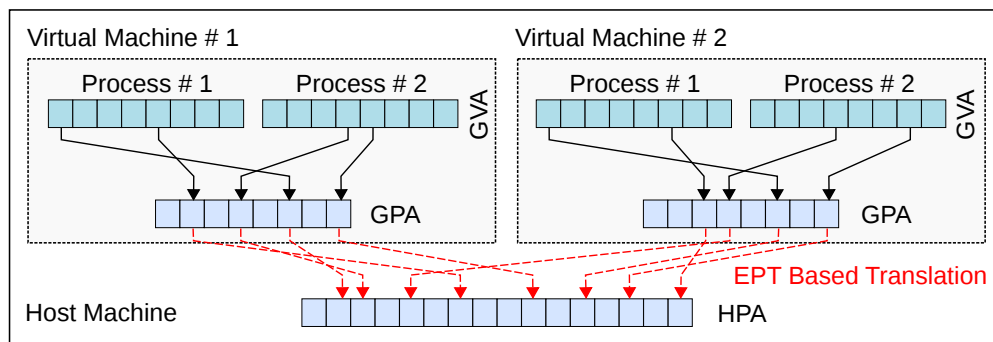 Virtual Machine # 1
Virtual Machine # 2
Process # 1
Process # 2
GVA
Process # 1
Process # 2
GVA
GPA
GPA
EPT Based Translation
Host Machine
HPA